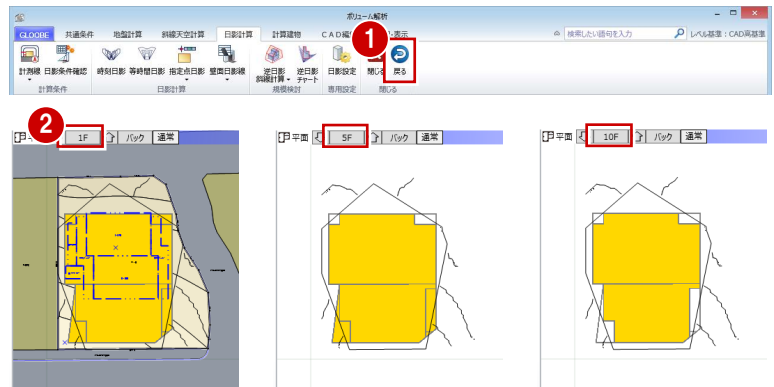 ボリューム解析
GLOOBE 共通条件 地盤計算 斜線天空計算 日影計算 計算建物 CAD編 表示 検索したい語句を入力 レベル基準：CAD高基準
1
計測線 日影条件確認 時刻日影 等時間日影 指定点日影 壁面日影線 逆日影斜線計算 逆日影チャート 日影設定 閉じる 戻る
計算条件 日影計算 規模検討 専用設定 閉じる
2
1F バック 通常
平面 5F バック 通常
平面 10F バック 通常